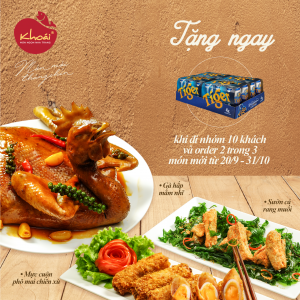 Khoái
Tặng ngay
Tiger
Tiger
khi đi nhóm 10 khách
và order 2 trong 3
món mới từ 20/9 - 31/10
• Gà hấp
mắm nhĩ
• Sườn cá
rang muối
• Mực cuộn
phô mai chiên xù